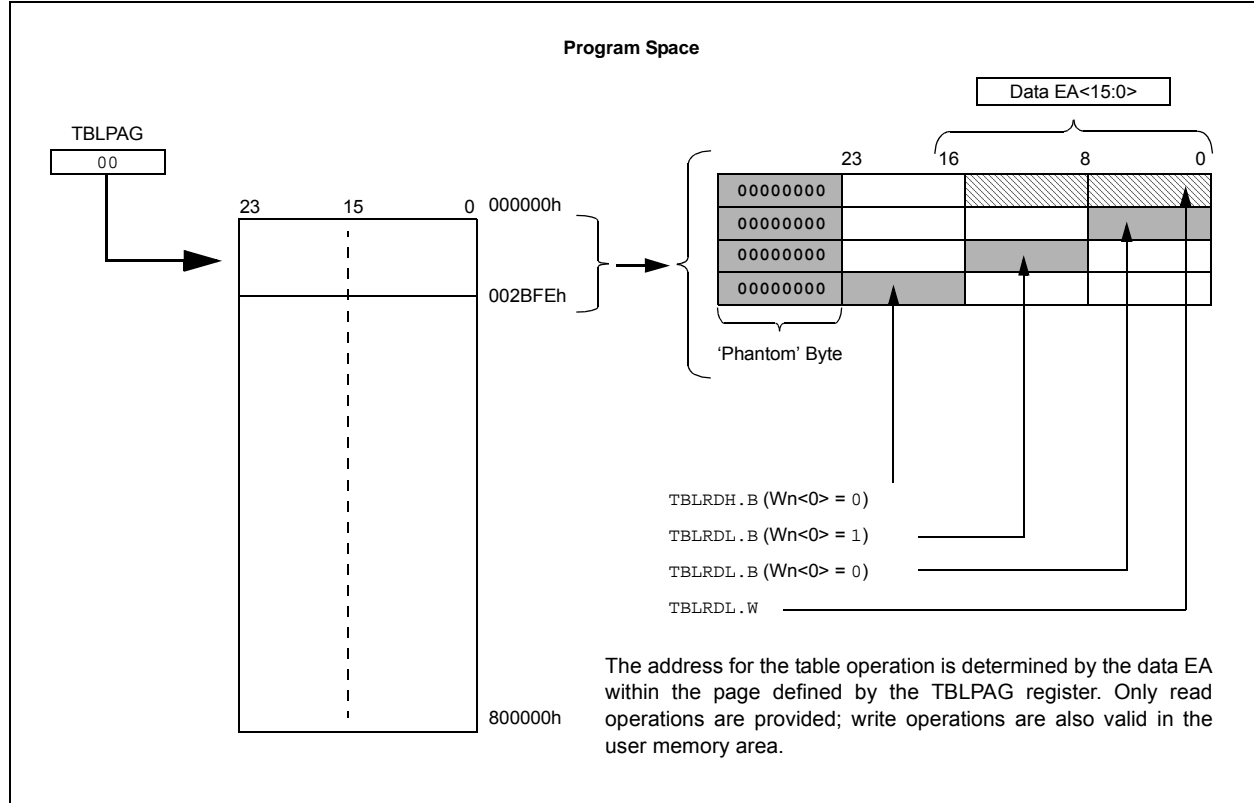 Program Space
Data EA<15:0>
TBLPAG
00
23 15 0
000000h
002BFEh
800000h
23 16 8 0
00000000
00000000
00000000
00000000
‘Phantom’ Byte
TBLRDH.B (Wn<0> = 0)
TBLRDL.B (Wn<0> = 1)
TBLRDL.B (Wn<0> = 0)
TBLRDL.W
The address for the table operation is determined by the data EA
within the page defined by the TBLPAG register. Only read
operations are provided; write operations are also valid in the
user memory area.